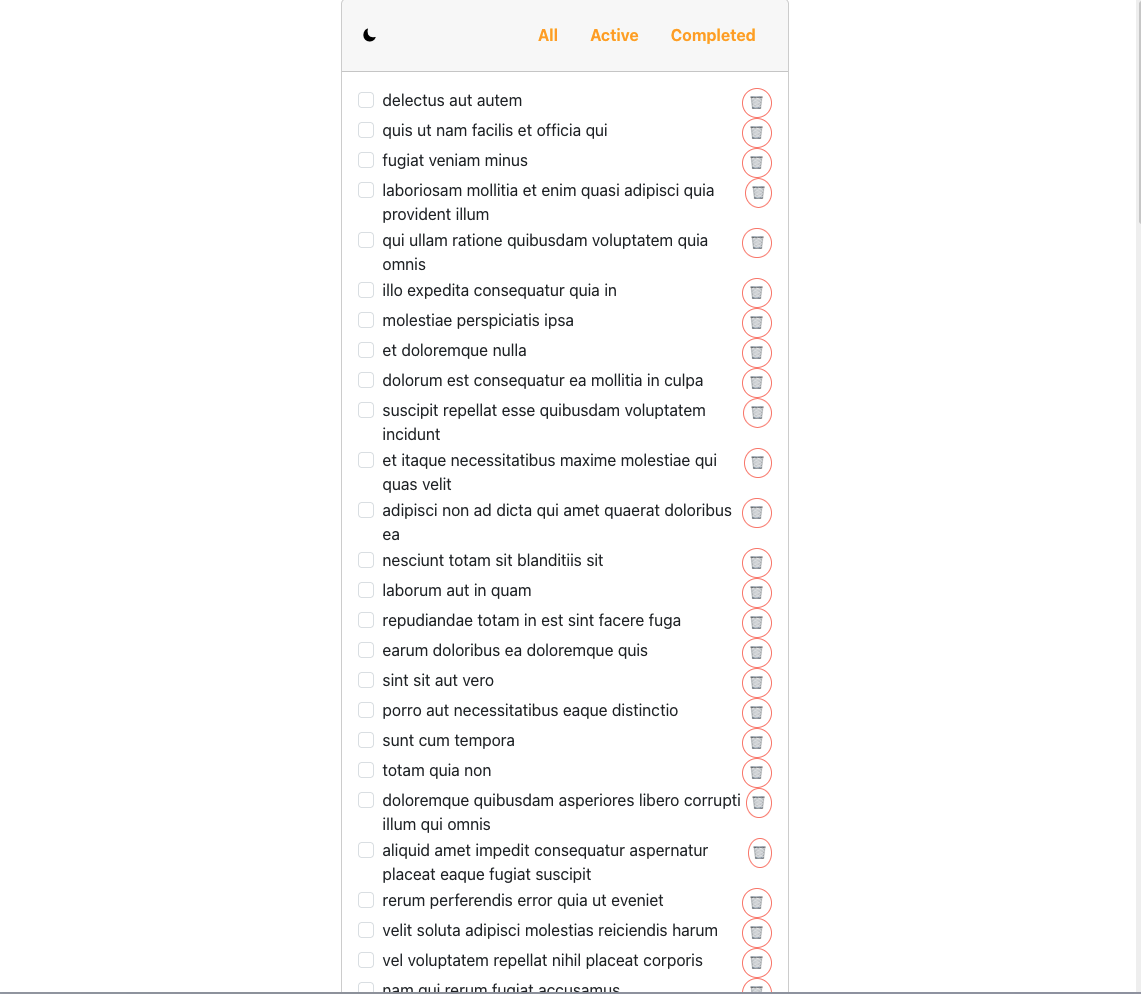 All Active Completed
delectus aut autem
quis ut nam facilis et officia qui
fugiat veniam minus
laboriosam mollitia et enim quasi adipisci quia
provident illum
qui ullam ratione quibusdam voluptatem quia
omnis
illo expedita consequatur quia in
molestiae perspiciatis ipsa
et doloremque nulla
dolorum est consequatur ea mollitia in culpa
suscipit repellat esse quibusdam voluptatem
incidunt
et itaque necessitatibus maxime molestiae qui
quas velit
adipisci non ad dicta qui amet quaerat doloribus
ea
nesciunt totam sit blanditiis sit
laborum aut in quam
repudiandae totam in est sint facere fuga
earum doloribus ea doloremque quis
sint sit aut vero
porro aut necessitatibus eaque distinctio
sunt cum tempora
totam quia non
doloremque quibusdam asperiores libero corrupti
illum qui omnis
aliquid amet impedit consequatur aspernatur
placeat eaque fugiat suscipit
rerum perferendis error quia ut eveniet
velit soluta adipisci molestias reiciendis harum
vel voluptatem repellat nihil placeat corporis
nam qui rerum fugiat accusamus